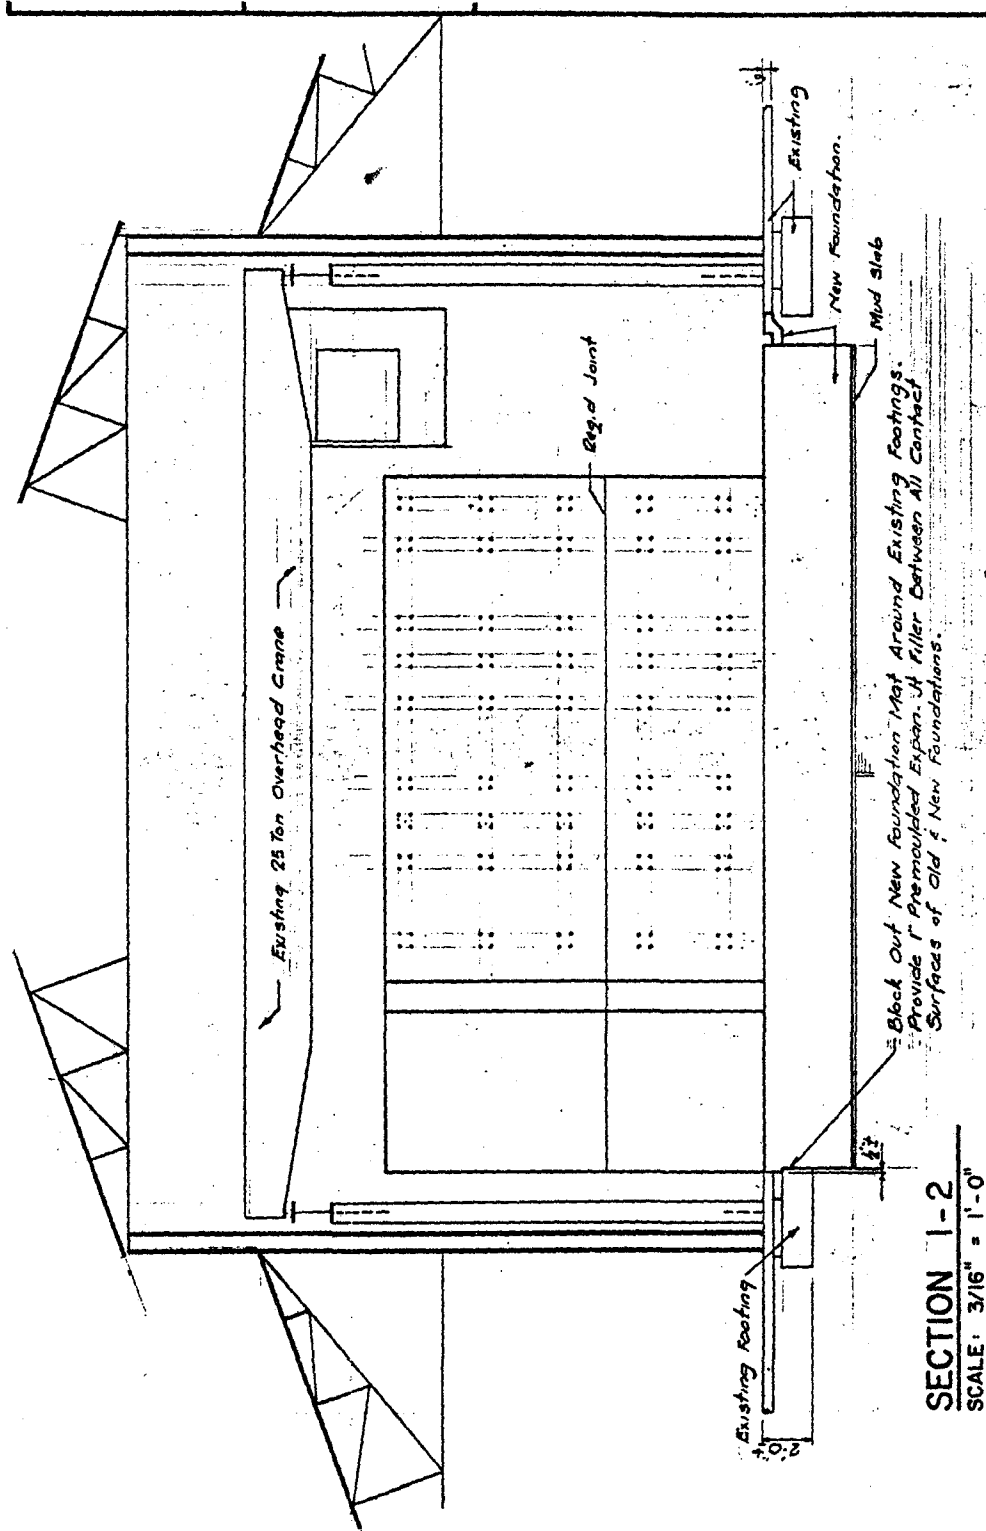 Existing 25 Ton Overhead Crane
Req.d Joint
Existing
New Foundation.
Mud Slab
Existing Footing
2'-0"±
6"
Block Out New Foundation Mat Around Existing Footings.
Provide 1" Premoulded Expan. Jt Filler Between All Contact
Surfaces of Old & New Foundations.
SECTION 1-2
SCALE: 3/16" = 1'-0"